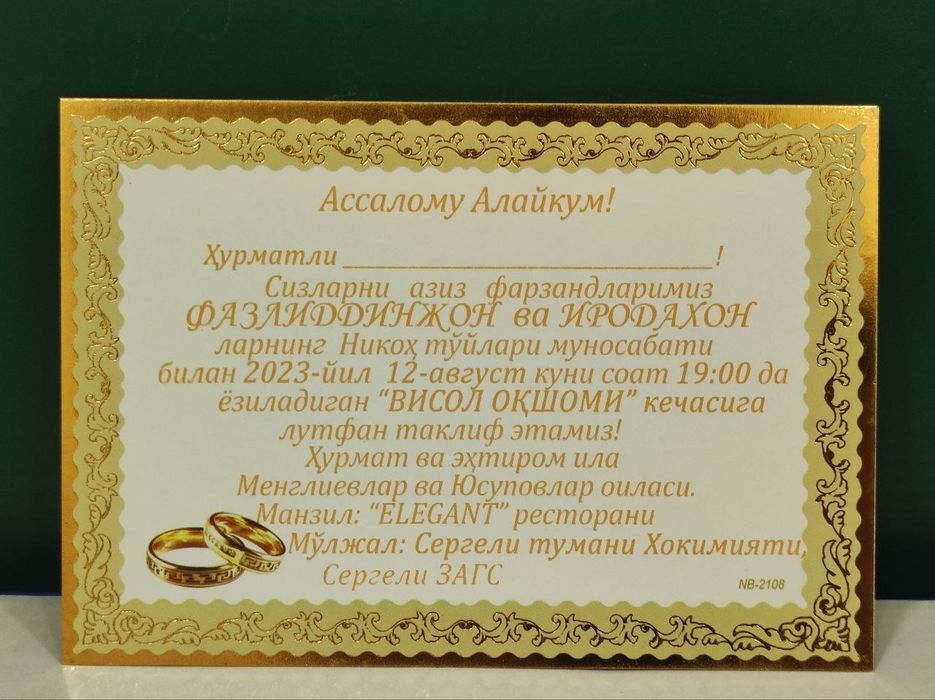 Ассалому Алайкум!
Ҳурматли ______________________________!
Сизларни азиз фарзандларимиз
ФАЗЛИДДИНЖОН ва ИРОДАХОН
ларнинг Никоҳ тўйлари муносабати
билан 2023-йил 12-август куни соат 19:00 да
ёзиладиган “ВИСОЛ ОҚШОМИ” кечасига
лутфан таклиф этамиз!
Ҳурмат ва эҳтиром ила
Менглиевлар ва Юсуповлар оиласи.
Манзил: “ELEGANT” ресторани
Мўлжал: Сергели тумани Хокимияти,
Сергели ЗАГС
NB-2108